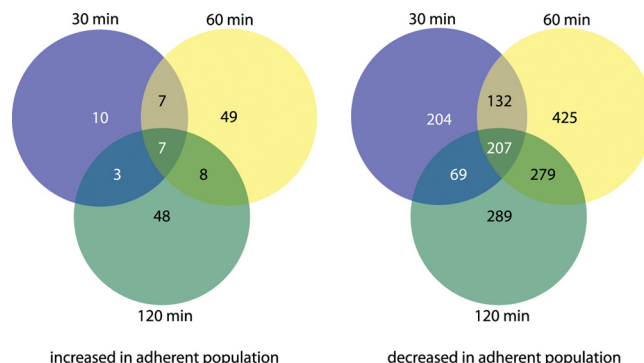 30 min
60 min
30 min
60 min
7
10
49
7
3
8
48
132
204
425
207
69
279
289
120 min
120 min
increased in adherent population
decreased in adherent population